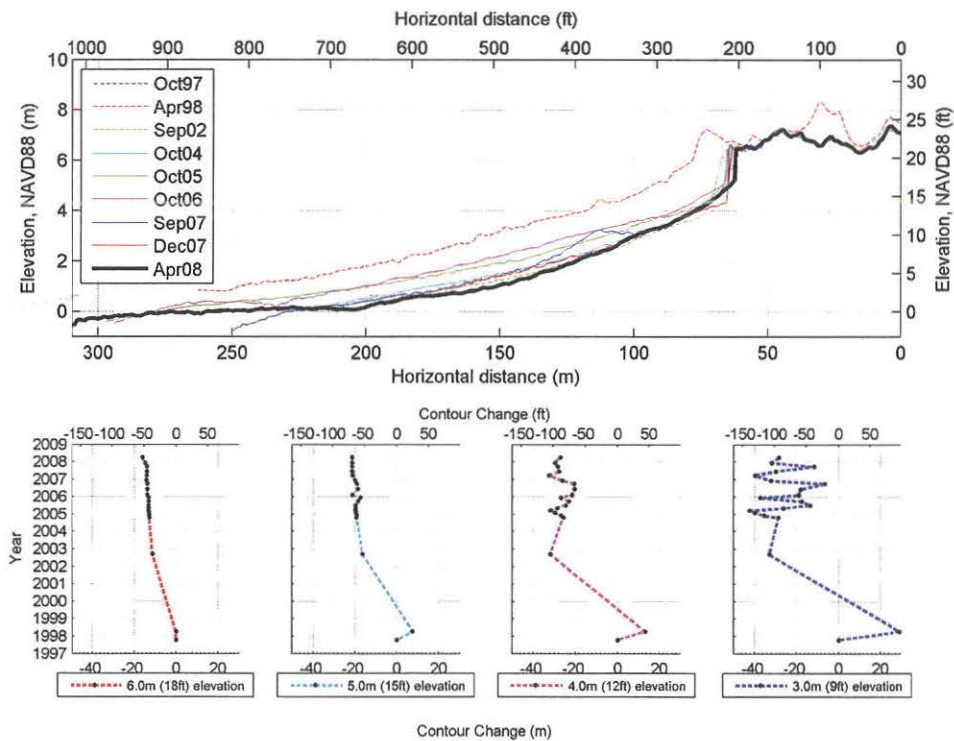 Horizontal distance (ft)
1000 900 800 700 600 500 400 300 200 100 0
10
8
6
4
2
0
Elevation, NAVD88 (m)
30
25
20
15
10
5
0
Elevation, NAVD88 (ft)
Oct97
Apr98
Sep02
Oct04
Oct05
Oct06
Sep07
Dec07
Apr08
300 250 200 150 100 50 0
Horizontal distance (m)
Contour Change (ft)
-150 -100 -50 0 50 -150 -100 -50 0 50 -150 -100 -50 0 50 -150 -100 -50 0 50
2009
2008
2007
2006
2005
2003
2002
2000
1999
1998
1997
Year
-40 -20 0 20 -40 -20 0 20 -40 -20 0 20 -40 -20 0 20
6.0m (18ft) elevation 5.0m (15ft) elevation 4.0m (12ft) elevation 3.0m (9ft) elevation
Contour Change (m)